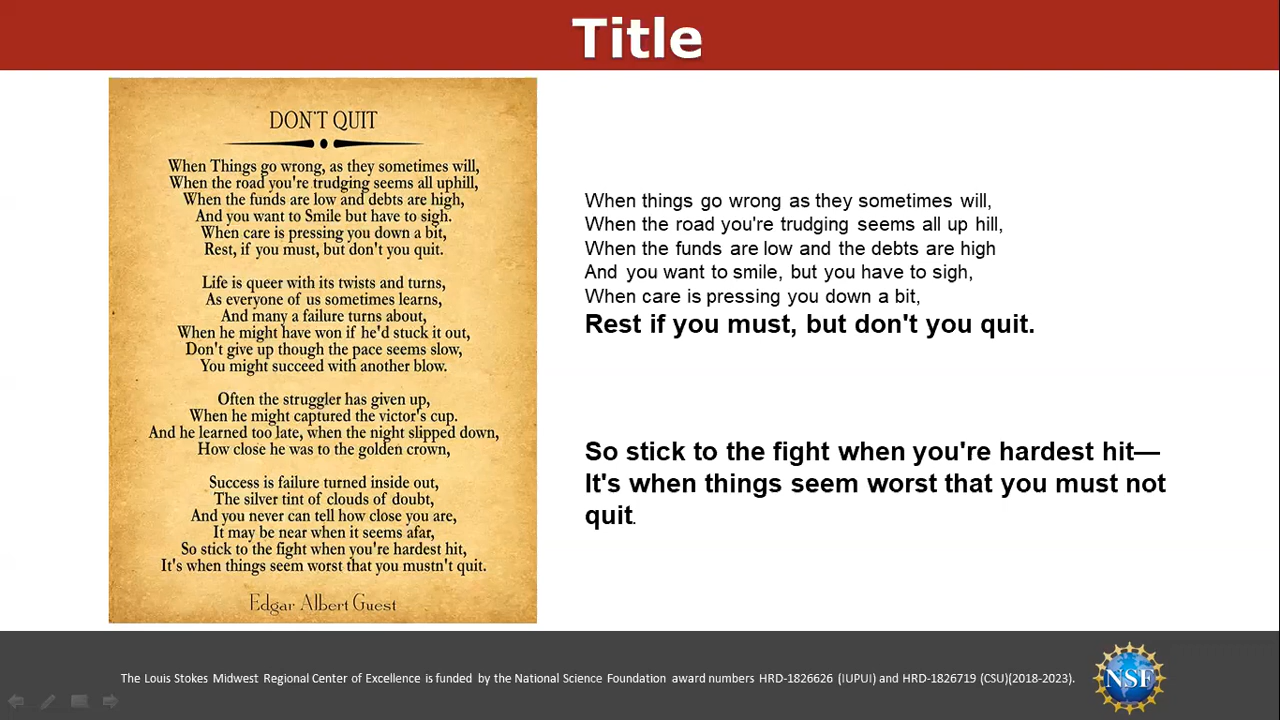 Title
DON'T QUIT
When Things go wrong, as they sometimes will,
When the road you're trudging seems all uphill,
When the funds are low and debts are high,
And you want to Smile but have to sigh.
When care is pressing you down a bit,
Rest, if you must, but don't you quit.
Life is queer with its twists and turns,
As everyone of us sometimes learns,
And many a failure turns about,
When he might have won if he'd stuck it out,
Don't give up though the pace seems slow,
You might succeed with another blow.
Often the struggler has given up,
When he might captured the victor's cup.
And he learned too late, when the night slipped down,
How close he was to the golden crown,
Success is failure turned inside out,
The silver tint of clouds of doubt,
And you never can tell how close you are,
It may be near when it seems afar,
So stick to the fight when you're hardest hit,
It's when things seem worst that you mustn't quit.
Edgar Albert Guest
When things go wrong as they sometimes will,
When the road you're trudging seems all up hill,
When the funds are low and the debts are high
And you want to smile, but you have to sigh,
When care is pressing you down a bit,
Rest if you must, but don't you quit.
So stick to the fight when you're hardest hit—
It's when things seem worst that you must not
quit.
The Louis Stokes Midwest Regional Center of Excellence is funded by the National Science Foundation award numbers HRD-1826626 (IUPUI) and HRD-1826719 (CSU)(2018-2023).
NSF